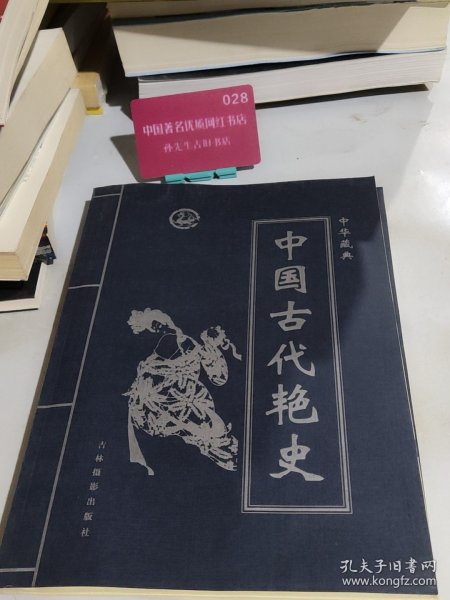 028
中国著名优质网红书店
孙先生古旧书店
中华藏典
中国古代艳史
吉林摄影出版社
孔夫子旧书网
www.kongfz.com